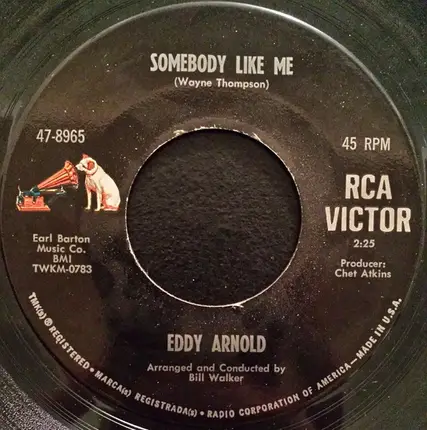 SOMEBODY LIKE ME
(Wayne Thompson)
47-8965
45 RPM
RCA
VICTOR
2:25
Earl Barton
Music Co.
BMI
TWKM-0783
Producer:
Chet Atkins
EDDY ARNOLD
Arranged and Conducted by
Bill Walker
TMK(s) ® REGISTERED • MARCA(s) REGISTRADA(s) • RADIO CORPORATION OF AMERICA—MADE IN U.S.A.